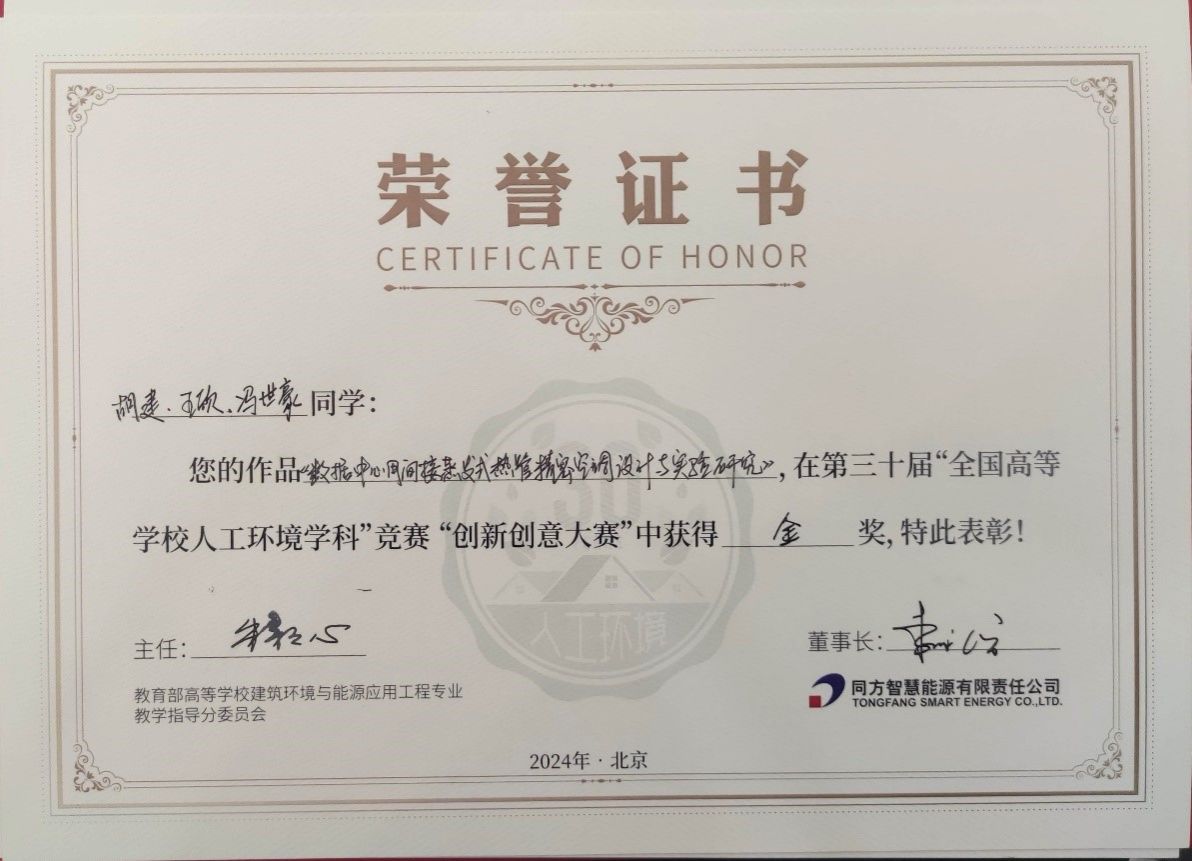 荣誉证书
CERTIFICATE OF HONOR
胡建、王欣、冯世豪同学：
您的作品“数据中心用间接蒸发式热管精密空调设计与实验研究”，在第三十届“全国高等
学校人工环境学科”竞赛“创新创意大赛”中获得 金 奖，特此表彰！
30
人工环境
主任：朱颖心
董事长：
教育部高等学校建筑环境与能源应用工程专业
教学指导分委员会
同方智慧能源有限责任公司
TONGFANG SMART ENERGY CO.,LTD.
2024年·北京